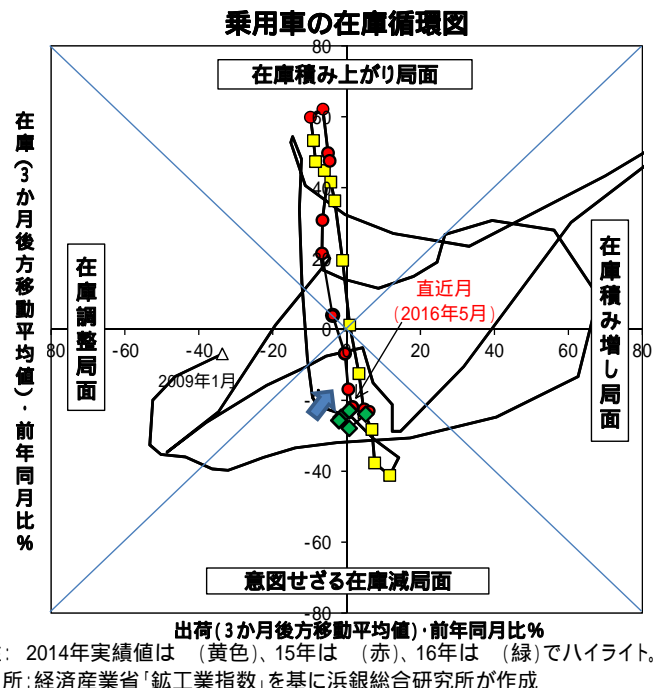 乗用車の在庫循環図
80
在庫積み上がり局面
60
40
20
在庫(3か月後方移動平均値)・前年同月比%
在庫調整局面
在庫積み増し局面
直近月
(2016年5月)
80 -60 -40 -20 0 20 40 60 80
2009年1月
-20
-40
-60
意図せざる在庫減局面
-80
出荷(3か月後方移動平均値)・前年同月比%
: 2014年実績値は (黄色)、15年は (赤)、16年は (緑)でハイライト。
所:経済産業省「鉱工業指数」を基に浜銀総合研究所が作成